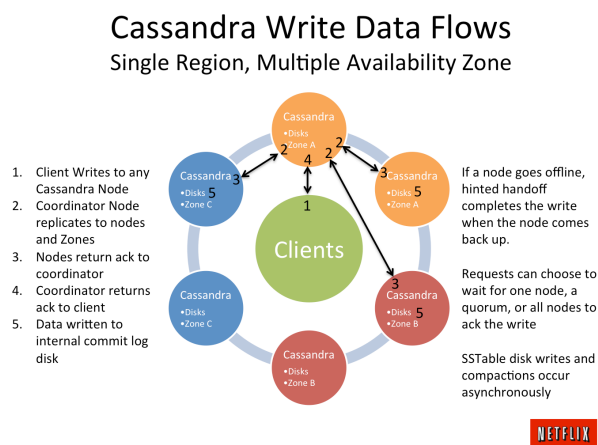 Cassandra Write Data Flows
Single Region, Multiple Availability Zone
1. Client Writes to any
Cassandra Node
2. Coordinator Node
replicates to nodes
and Zones
3. Nodes return ack to
coordinator
4. Coordinator returns
ack to client
5. Data written to
internal commit log
disk
Cassandra
•Disks
•Zone A
2
4
2
2
Cassandra
3
•Disks 5
•Zone C
3
Cassandra
•Disks 5
•Zone A
1
Clients
Cassandra
•Disks
•Zone C
3
Cassandra
•Disks 5
•Zone B
Cassandra
•Disks
•Zone B
If a node goes offline,
hinted handoff
completes the write
when the node comes
back up.
Requests can choose to
wait for one node, a
quorum, or all nodes to
ack the write
SSTable disk writes and
compactions occur
asynchronously
NETFLIX